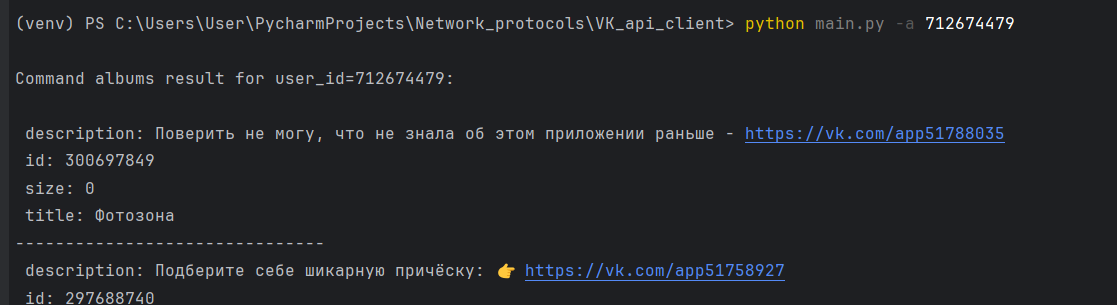 (venv) PS C:\Users\User\PycharmProjects\Network_protocols\VK_api_client> python main.py -a 712674479
Command albums result for user_id=712674479:
description: Поверить не могу, что не знала об этом приложении раньше - https://vk.com/app51788035
id: 300697849
size: 0
title: Фотозона
-------------------------------
description: Подберите себе шикарную причёску: 👉 https://vk.com/app51758927
id: 297688740